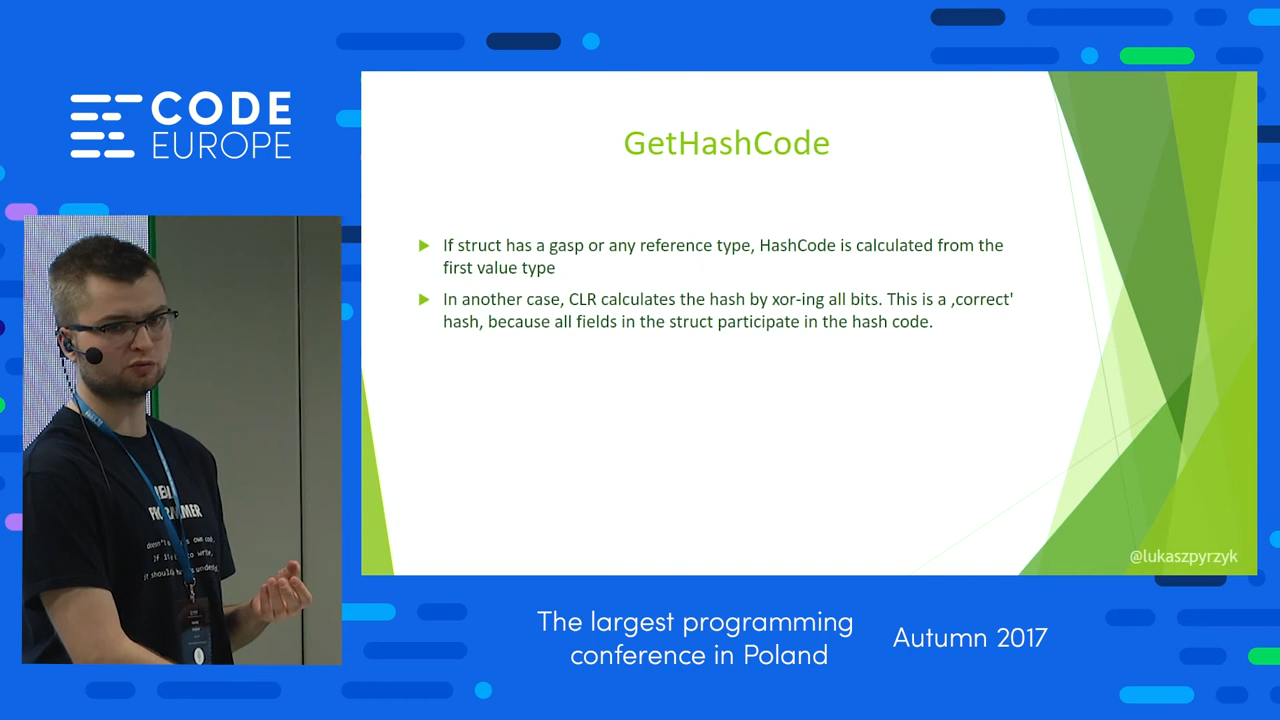 CODE
EUROPE
GetHashCode
If struct has a gasp or any reference type, HashCode is calculated from the
first value type
In another case, CLR calculates the hash by xor-ing all bits. This is a ,correct'
hash, because all fields in the struct participate in the hash code.
@lukaszpyrzyk
The largest programming
conference in Poland
Autumn 2017